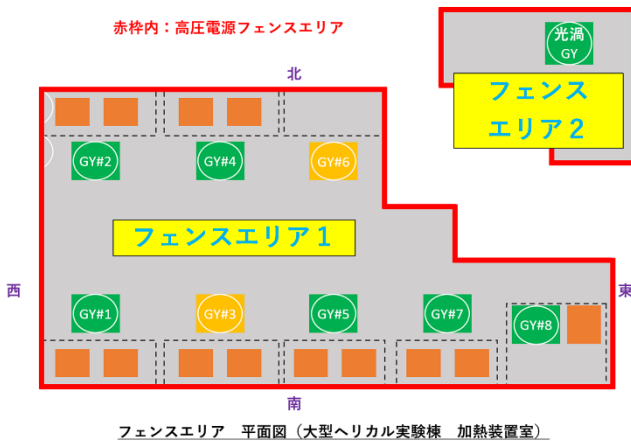 赤枠内：高圧電源フェンスエリア
光渦
GY
フェンス
エリア２
北
GY#2
GY#4
GY#6
フェンスエリア１
西
東
GY#1
GY#3
GY#5
GY#7
GY#8
南
フェンスエリア　平面図（大型ヘリカル実験棟　加熱装置室）